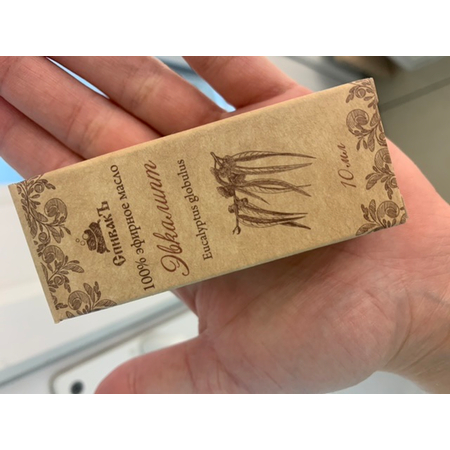 СпивакЪ
100% эфирное масло
Эвкалипт
Eucalyptus globulus
10 мл